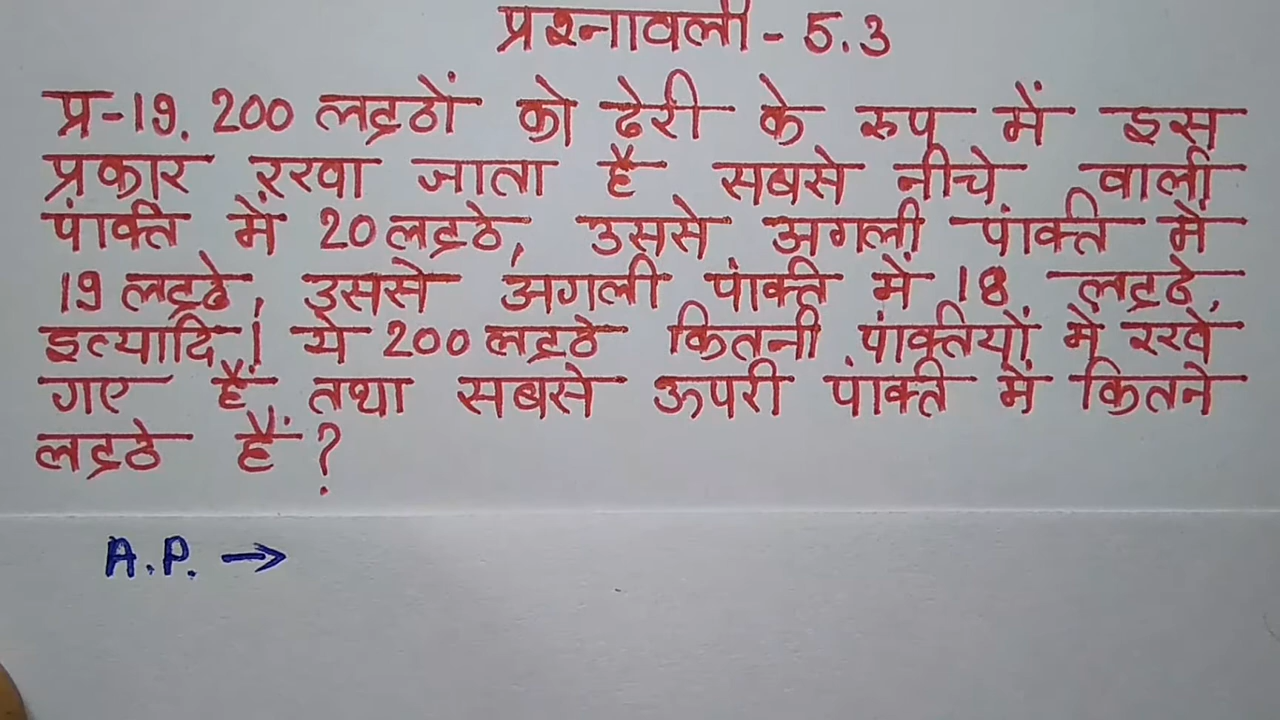 प्रश्नावली - 5.3
प्र-19. 200 लट्ठों को ढेरी के रुप में इस
प्रकार रखा जाता है सबसे नीचे वाली
पंक्ति में 20 लट्ठे, उससे अगली पंक्ति में
19 लट्ठे, उससे अगली पंक्ति में 18 लट्ठे,
इत्यादि। ये 200 लट्ठे कितनी पंक्तियों में रखें
गए हैं तथा सबसे ऊपरी पंक्ति में कितने
लट्ठे हैं?
A.P. →